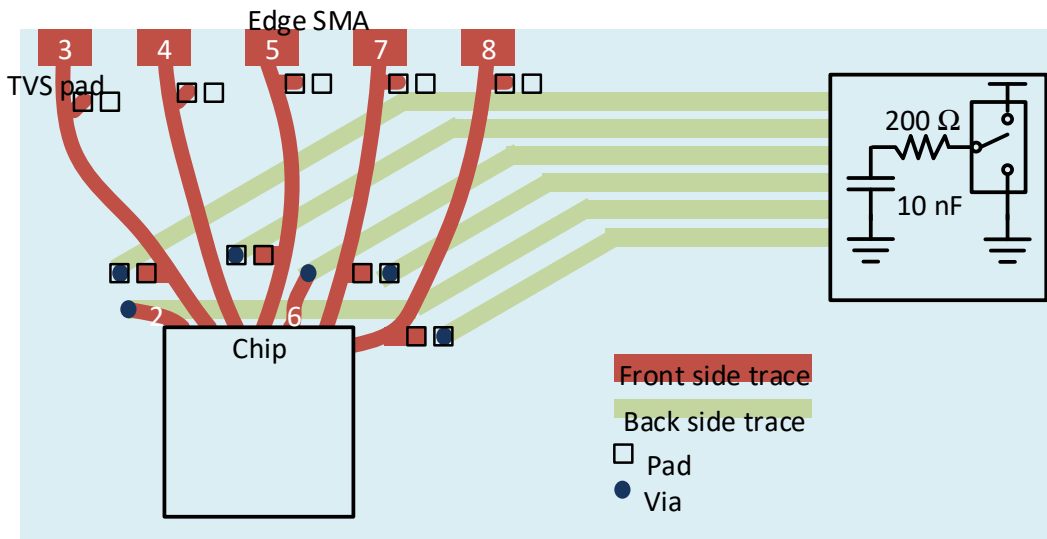 Edge SMA
3 4 5 7 8
TVS pad
200 Ω
10 nF
2 6
Chip
Front side trace
Back side trace
Pad
Via